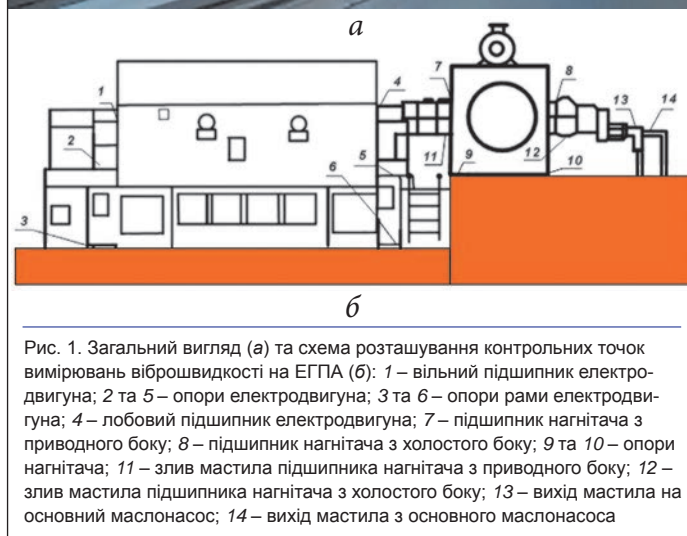 а
1
2
3
4
5
6
7
8
9
10
11
12
13
14
б
Рис. 1. Загальний вигляд (а) та схема розташування контрольних точок
вимірювань віброшвидкості на ЕГПА (б): 1 – вільний підшипник електро-
двигуна; 2 та 5 – опори електродвигуна; 3 та 6 – опори рами електродви-
гуна; 4 – лобовий підшипник електродвигуна; 7 – підшипник нагнітача з
приводного боку; 8 – підшипник нагнітача з холостого боку; 9 та 10 – опори
нагнітача; 11 – злив мастила підшипника нагнітача з приводного боку; 12 –
злив мастила підшипника нагнітача з холостого боку; 13 – вихід мастила на
основний маслонасос; 14 – вихід мастила з основного маслонасоса